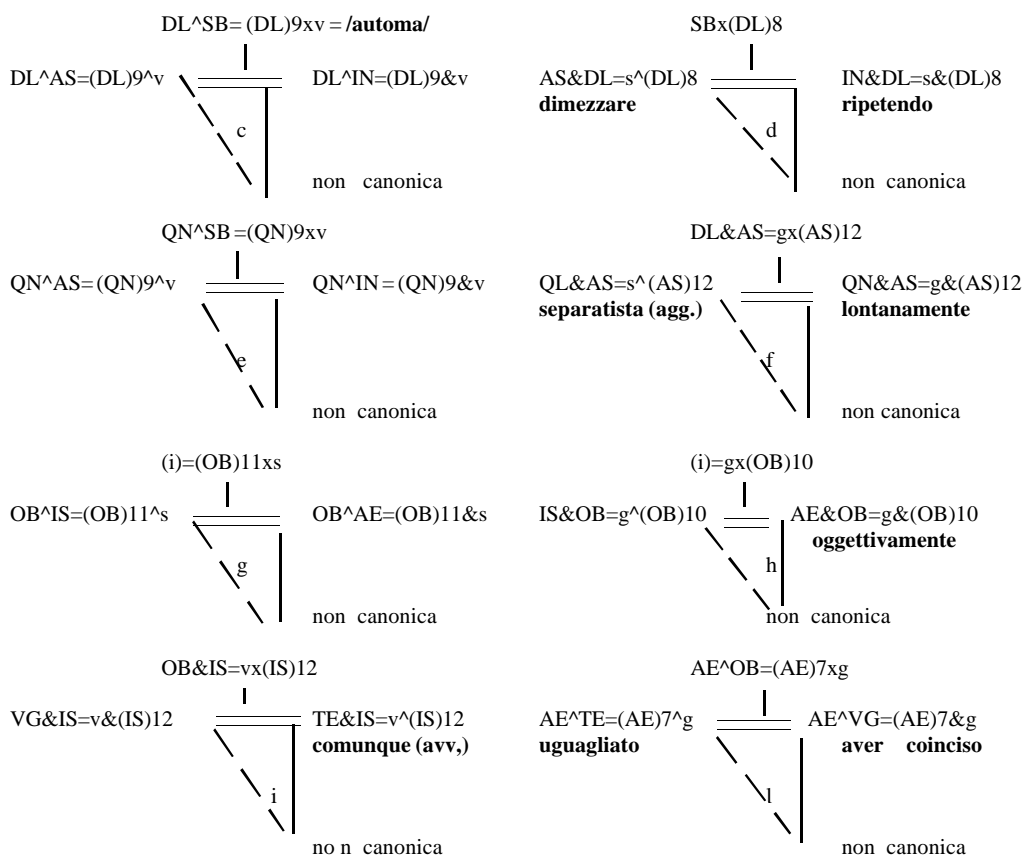 DL^SB= (DL)9xv = /automa/
SBx(DL)8
DL^AS=(DL)9^v
DL^IN=(DL)9&v
AS&DL=s^(DL)8
IN&DL=s&(DL)8
dimezzare
ripetendo
c
d
non canonica
non canonica
QN^SB =(QN)9xv
DL&AS=gx(AS)12
QN^AS=(QN)9^v
QN^IN = (QN)9&v
QL&AS=s^(AS)12
QN&AS=g&(AS)12
separatista (agg.)
lontanamente
e
f
non canonica
non canonica
(i)=(OB)11xs
(i)=gx(OB)10
OB^IS=(OB)11^s
OB^AE=(OB)11&s
IS&OB=g^(OB)10
AE&OB=g&(OB)10
oggettivamente
g
h
non canonica
non canonica
OB&IS=vx(IS)12
AE^OB=(AE)7xg
VG&IS=v&(IS)12
TE&IS=v^(IS)12
AE^TE=(AE)7^g
AE^VG=(AE)7&g
comunque (avv,)
uguagliato
aver coinciso
i
l
no n canonica
non canonica